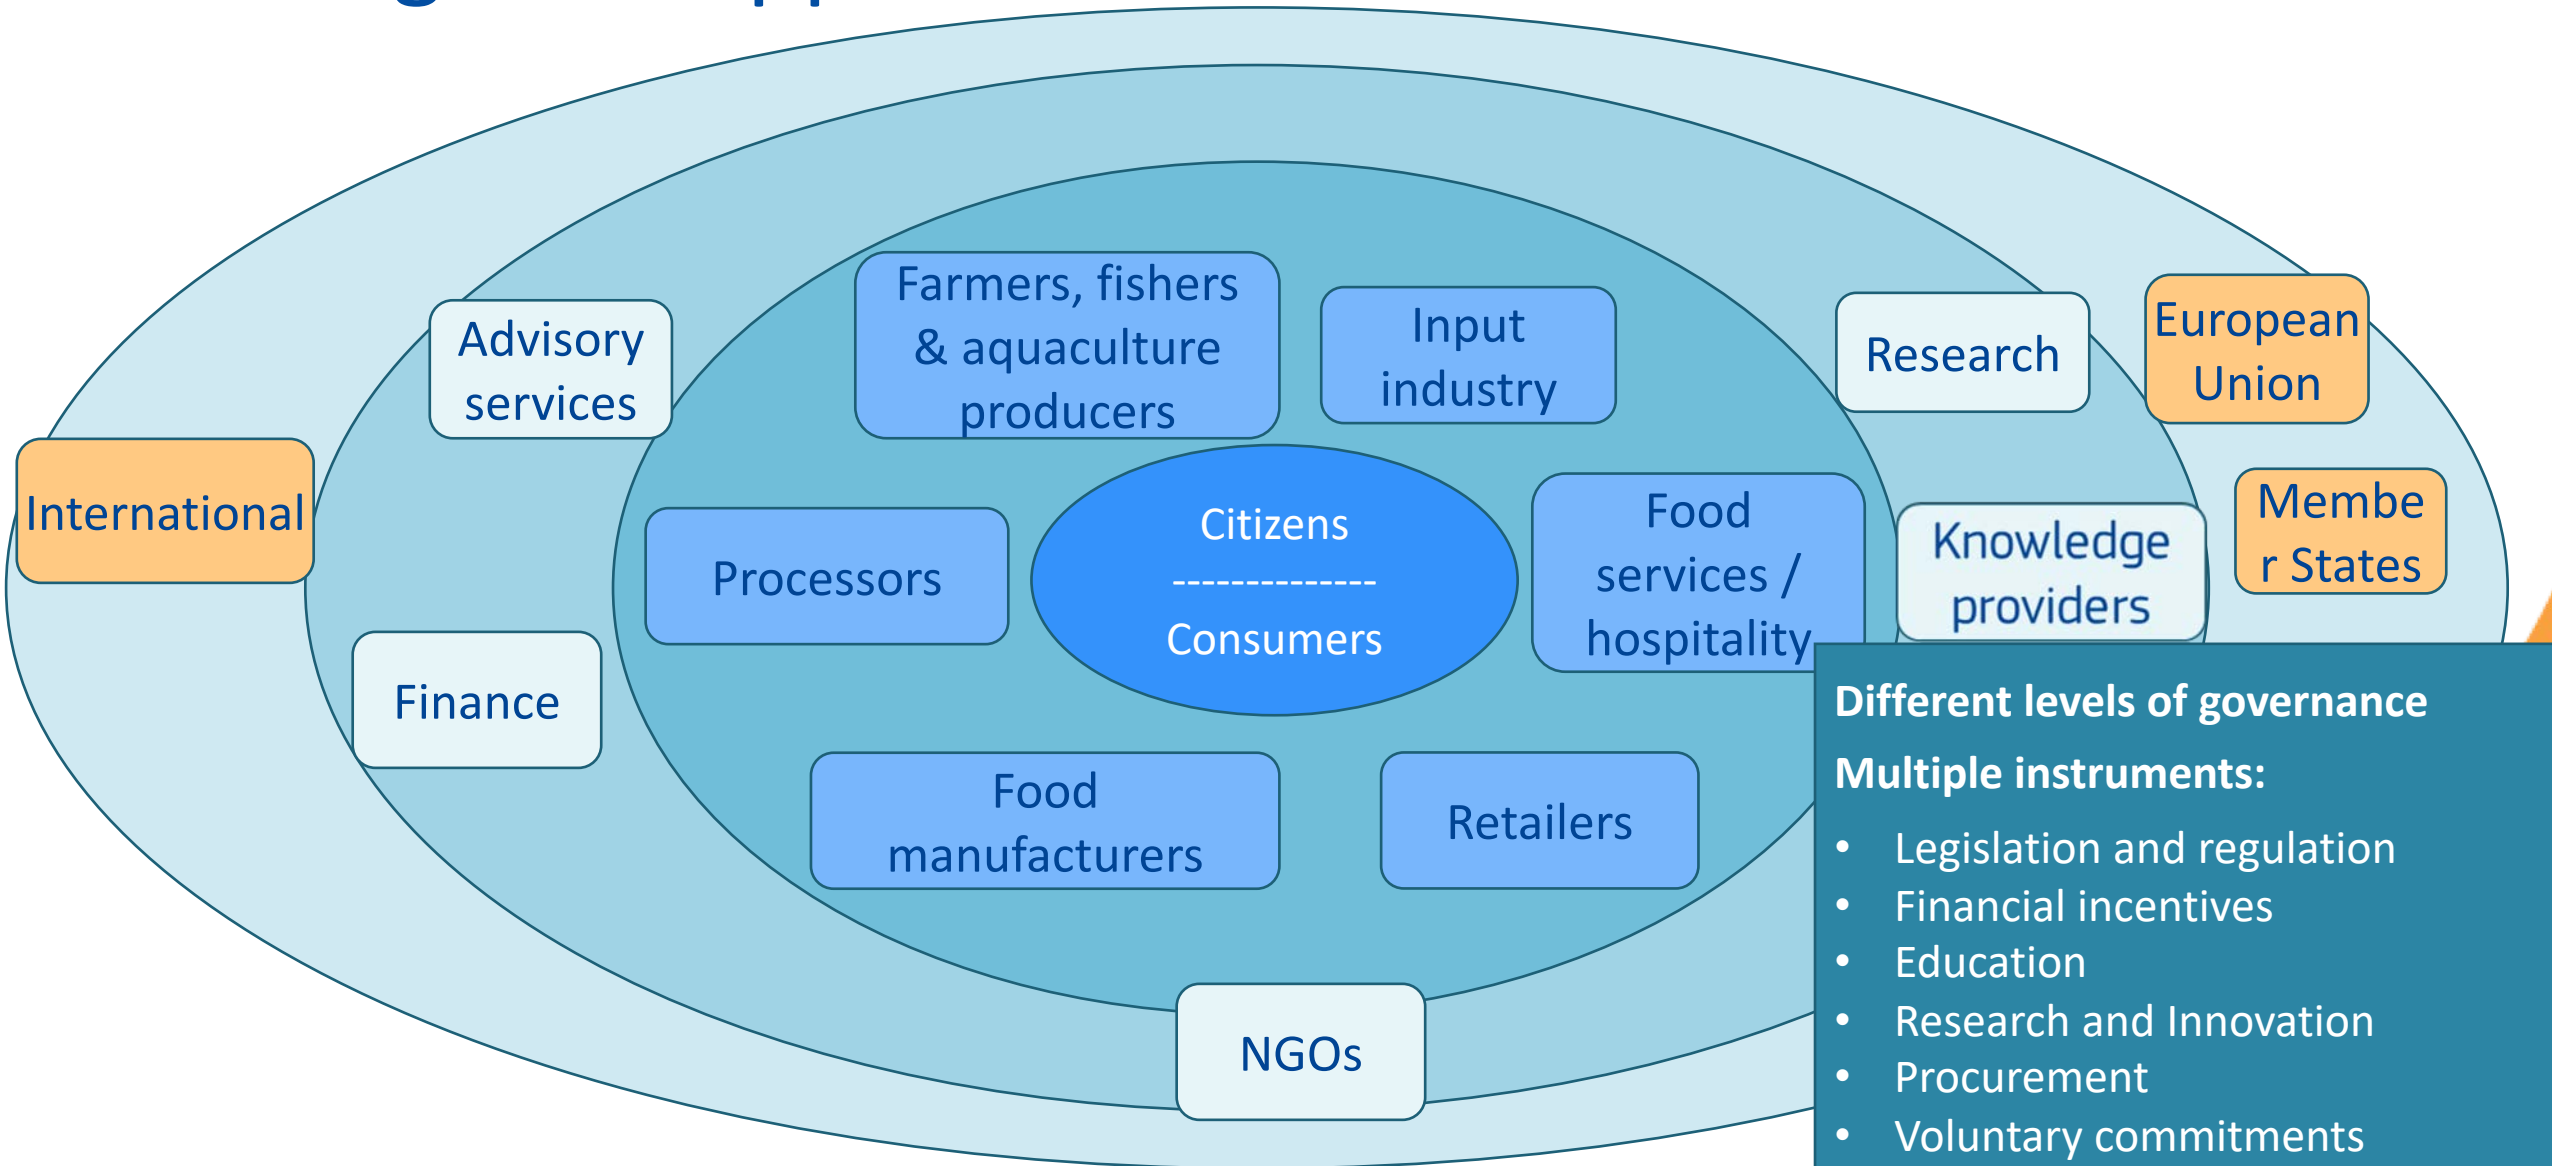 Farmers, fishers
& aquaculture
producers
Input
industry
Advisory
services
Research
European
Union
International
Processors
Citizens
--------------
Consumers
Food
services /
hospitality
Knowledge
providers
Membe
r States
Finance
Food
manufacturers
Retailers
NGOs
Different levels of governance
Multiple instruments:
• Legislation and regulation
• Financial incentives
• Education
• Research and Innovation
• Procurement
• Voluntary commitments